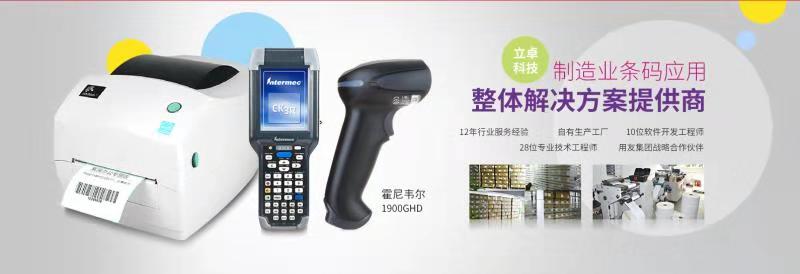 立卓
科技
制造业条码应用
整体解决方案提供商
12年行业服务经验 自有生产工厂 10位软件开发工程师
28位专业技术工程师 用友集团战略合作伙伴
Intermec
CK3R
Intermec
霍尼韦尔
1900GHD